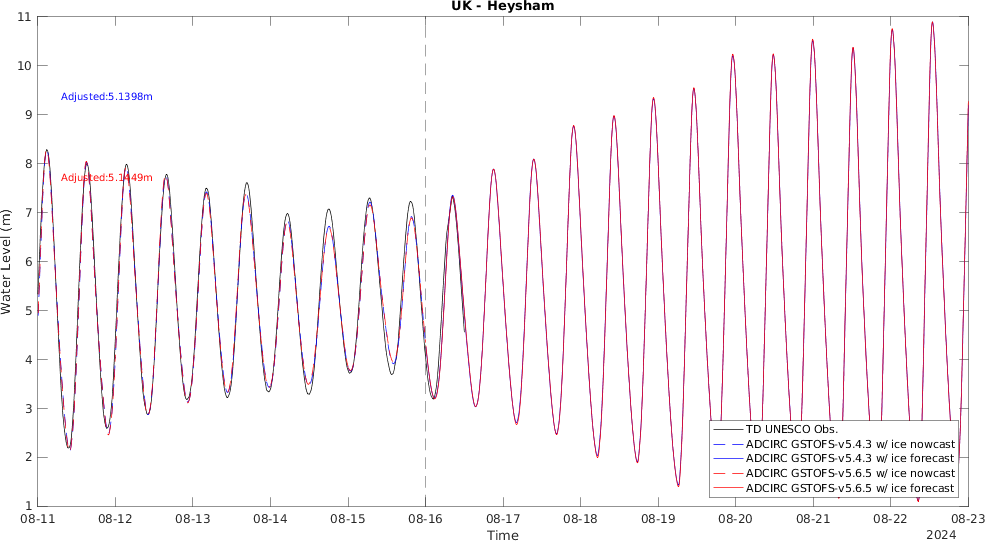 UK - Heysham
11
10
9
8
7
6
5
4
3
2
1
Water Level (m)
Adjusted:5.1398m
Adjusted:5.1449m
TD UNESCO Obs.
ADCIRC GSTOFS-v5.4.3 w/ ice nowcast
ADCIRC GSTOFS-v5.4.3 w/ ice forecast
ADCIRC GSTOFS-v5.6.5 w/ ice nowcast
ADCIRC GSTOFS-v5.6.5 w/ ice forecast
08-11 08-12 08-13 08-14 08-15 08-16 08-17 08-18 08-19 08-20 08-21 08-22 08-23
Time
2024